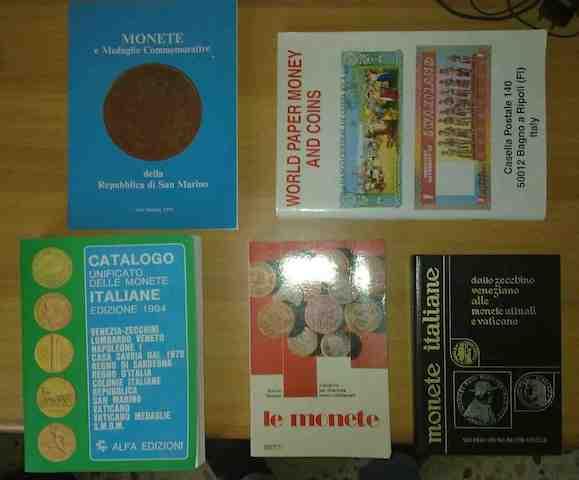 MONETE
e Medaglie Commemorative
della
Repubblica di San Marino
WORLD PAPER MONEY
AND COINS
SWAZILAND
Casella Postale 140
50012 Bagno a Ripoli (FI)
Italy
CATALOGO
UNIFICATO
DELLE MONETE
ITALIANE
EDIZIONE 1994
VENEZIA-ZECCHINI
LOMBARDO VENETO
NAPOLEONE I
CASA SAVOIA DAL 1970
REGNO DI SARDEGNA
REGNO D'ITALIA
COLONIE ITALIANE
REPUBBLICA
SAN MARINO
VATICANO
VATICANO MEDAGLIE
S.M.O.M.
ALFA EDIZIONI
le monete
monete italiane
dallo zecchino
veneziano
alle
monete attuali
e vaticano